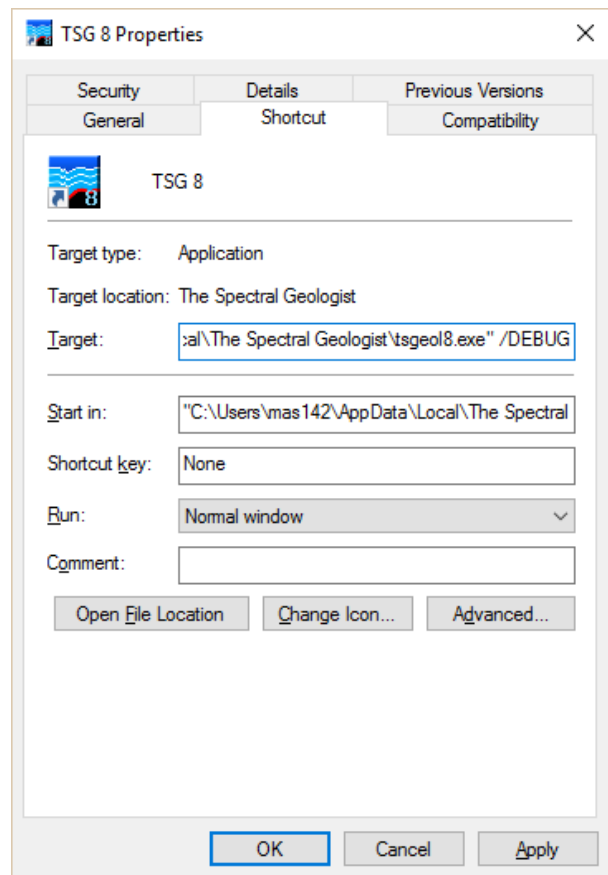 TSG 8 Properties
Security Details Previous Versions
General Shortcut Compatibility
8
TSG 8
Target type: Application
Target location: The Spectral Geologist
Target: :al\The Spectral Geologist\tsgeol8.exe" /DEBUG
Start in: "C:\Users\mas142\AppData\Local\The Spectral
Shortcut key: None
Run: Normal window
Comment:
Open File Location Change Icon... Advanced...
OK Cancel Apply